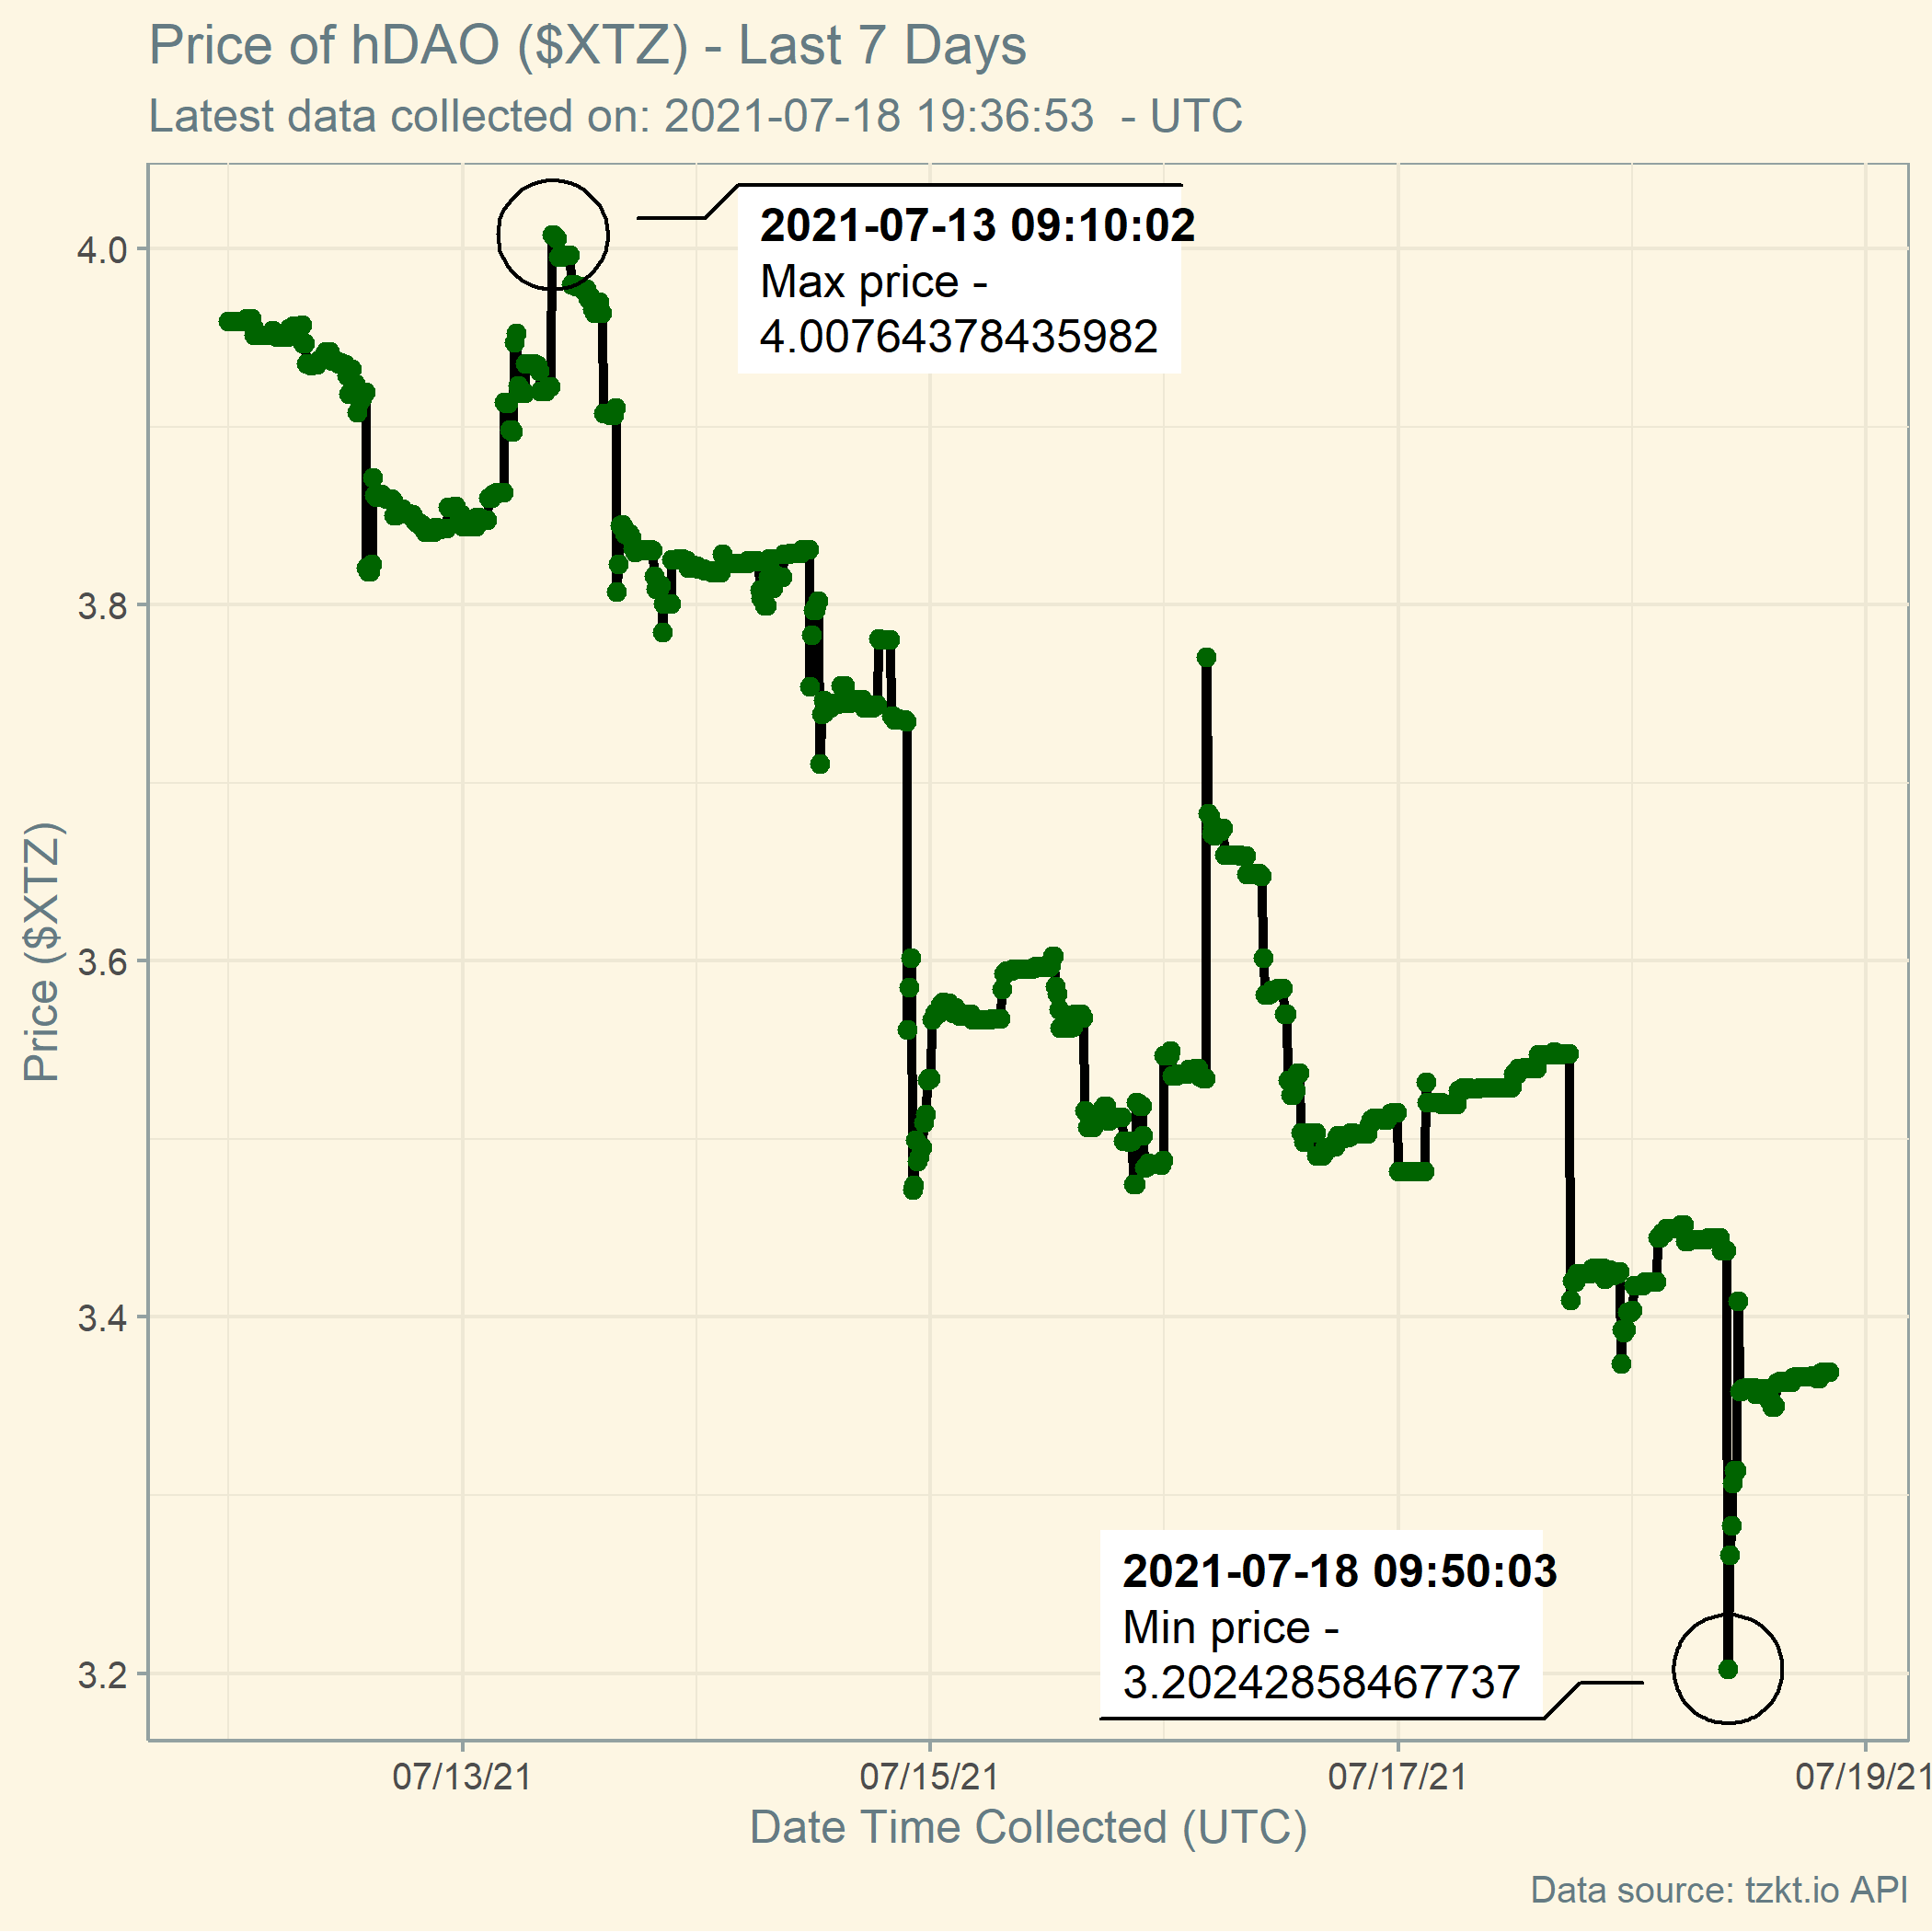 Price of hDAO ($XTZ) - Last 7 Days
Latest data collected on: 2021-07-18 19:36:53  - UTC
2021-07-13 09:10:02
Max price -
4.00764378435982
4.0
3.8
3.6
3.4
3.2
Price ($XTZ)
2021-07-18 09:50:03
Min price -
3.20242858467737
07/13/21
07/15/21
07/17/21
07/19/21
Date Time Collected (UTC)
Data source: tzkt.io API